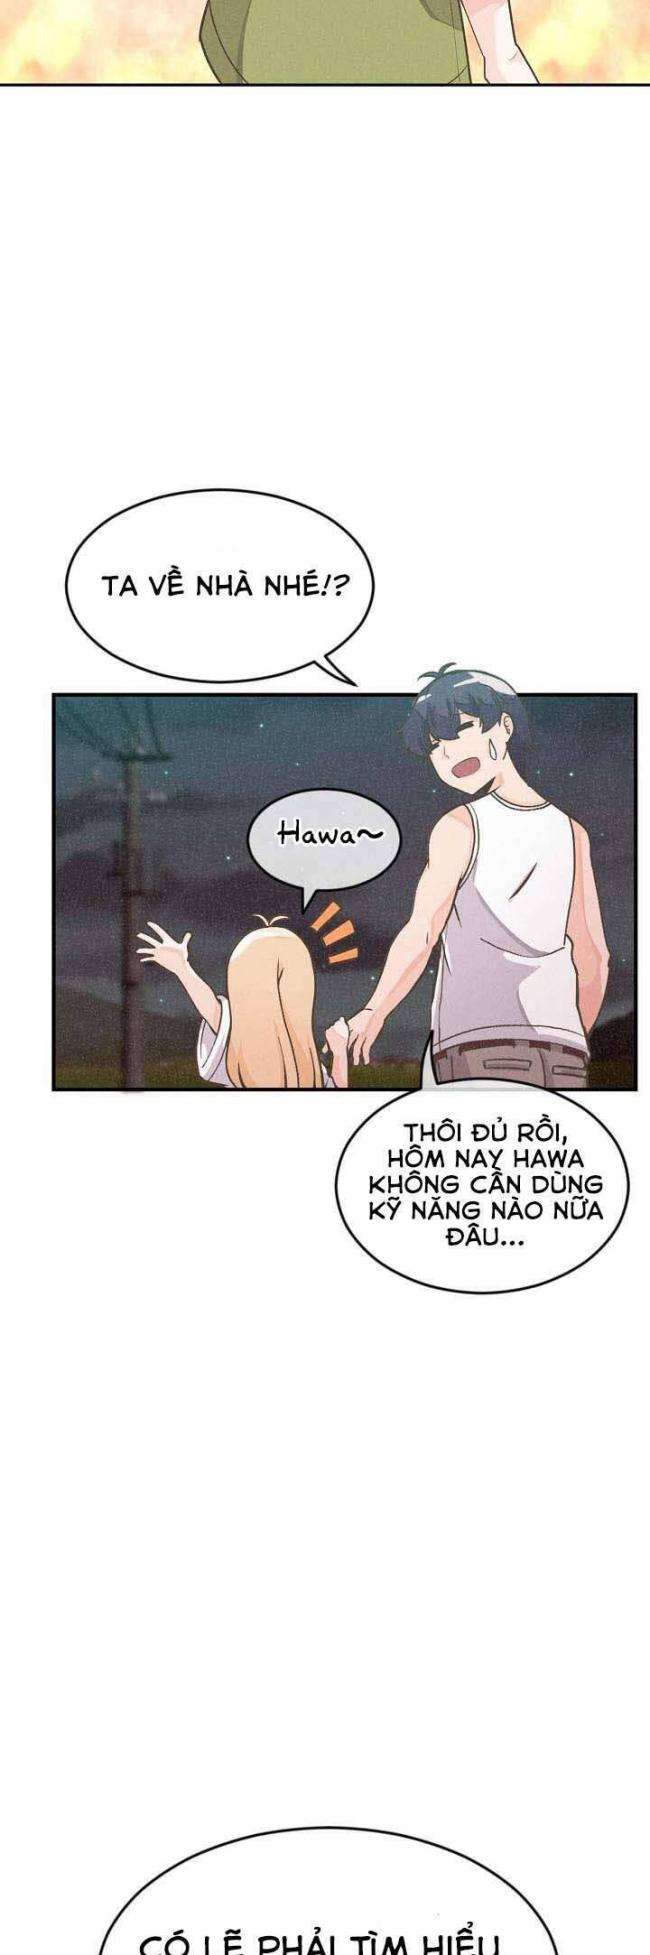 TA VỀ NHÀ NHÉ!?
Hawa~
THÔI ĐỦ RỒI,
HÔM NAY HAWA
KHÔNG CẦN DÙNG
KỸ NĂNG NÀO NỮA
ĐÂU...
CÓ LẼ PHẢI TÌM HIỂU